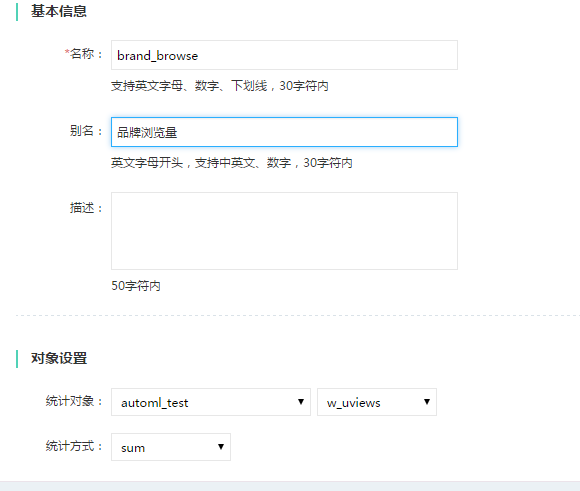 基本信息
*名称： brand_browse
支持英文字母、数字、下划线，30字符内
别名： 品牌浏览量
英文字母开头，支持中英文、数字，30字符内
描述：
50字符内
对象设置
统计对象： automl_test w_uviews
统计方式： sum